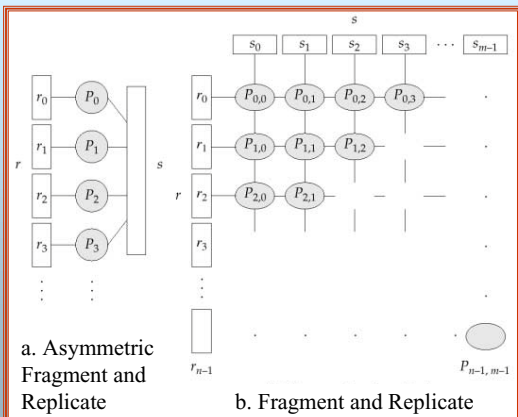 s
s0 s1 s2 s3 ... sm–1
r0 P0
r1 P1
r s
r2 P2
r3 P3
r0 P0,0 P0,1 P0,2 P0,3
r1 P1,0 P1,1 P1,2
r
r2 P2,0 P2,1
r3
rn–1
Pn–1, m–1
a. Asymmetric
Fragment and
Replicate
b. Fragment and Replicate